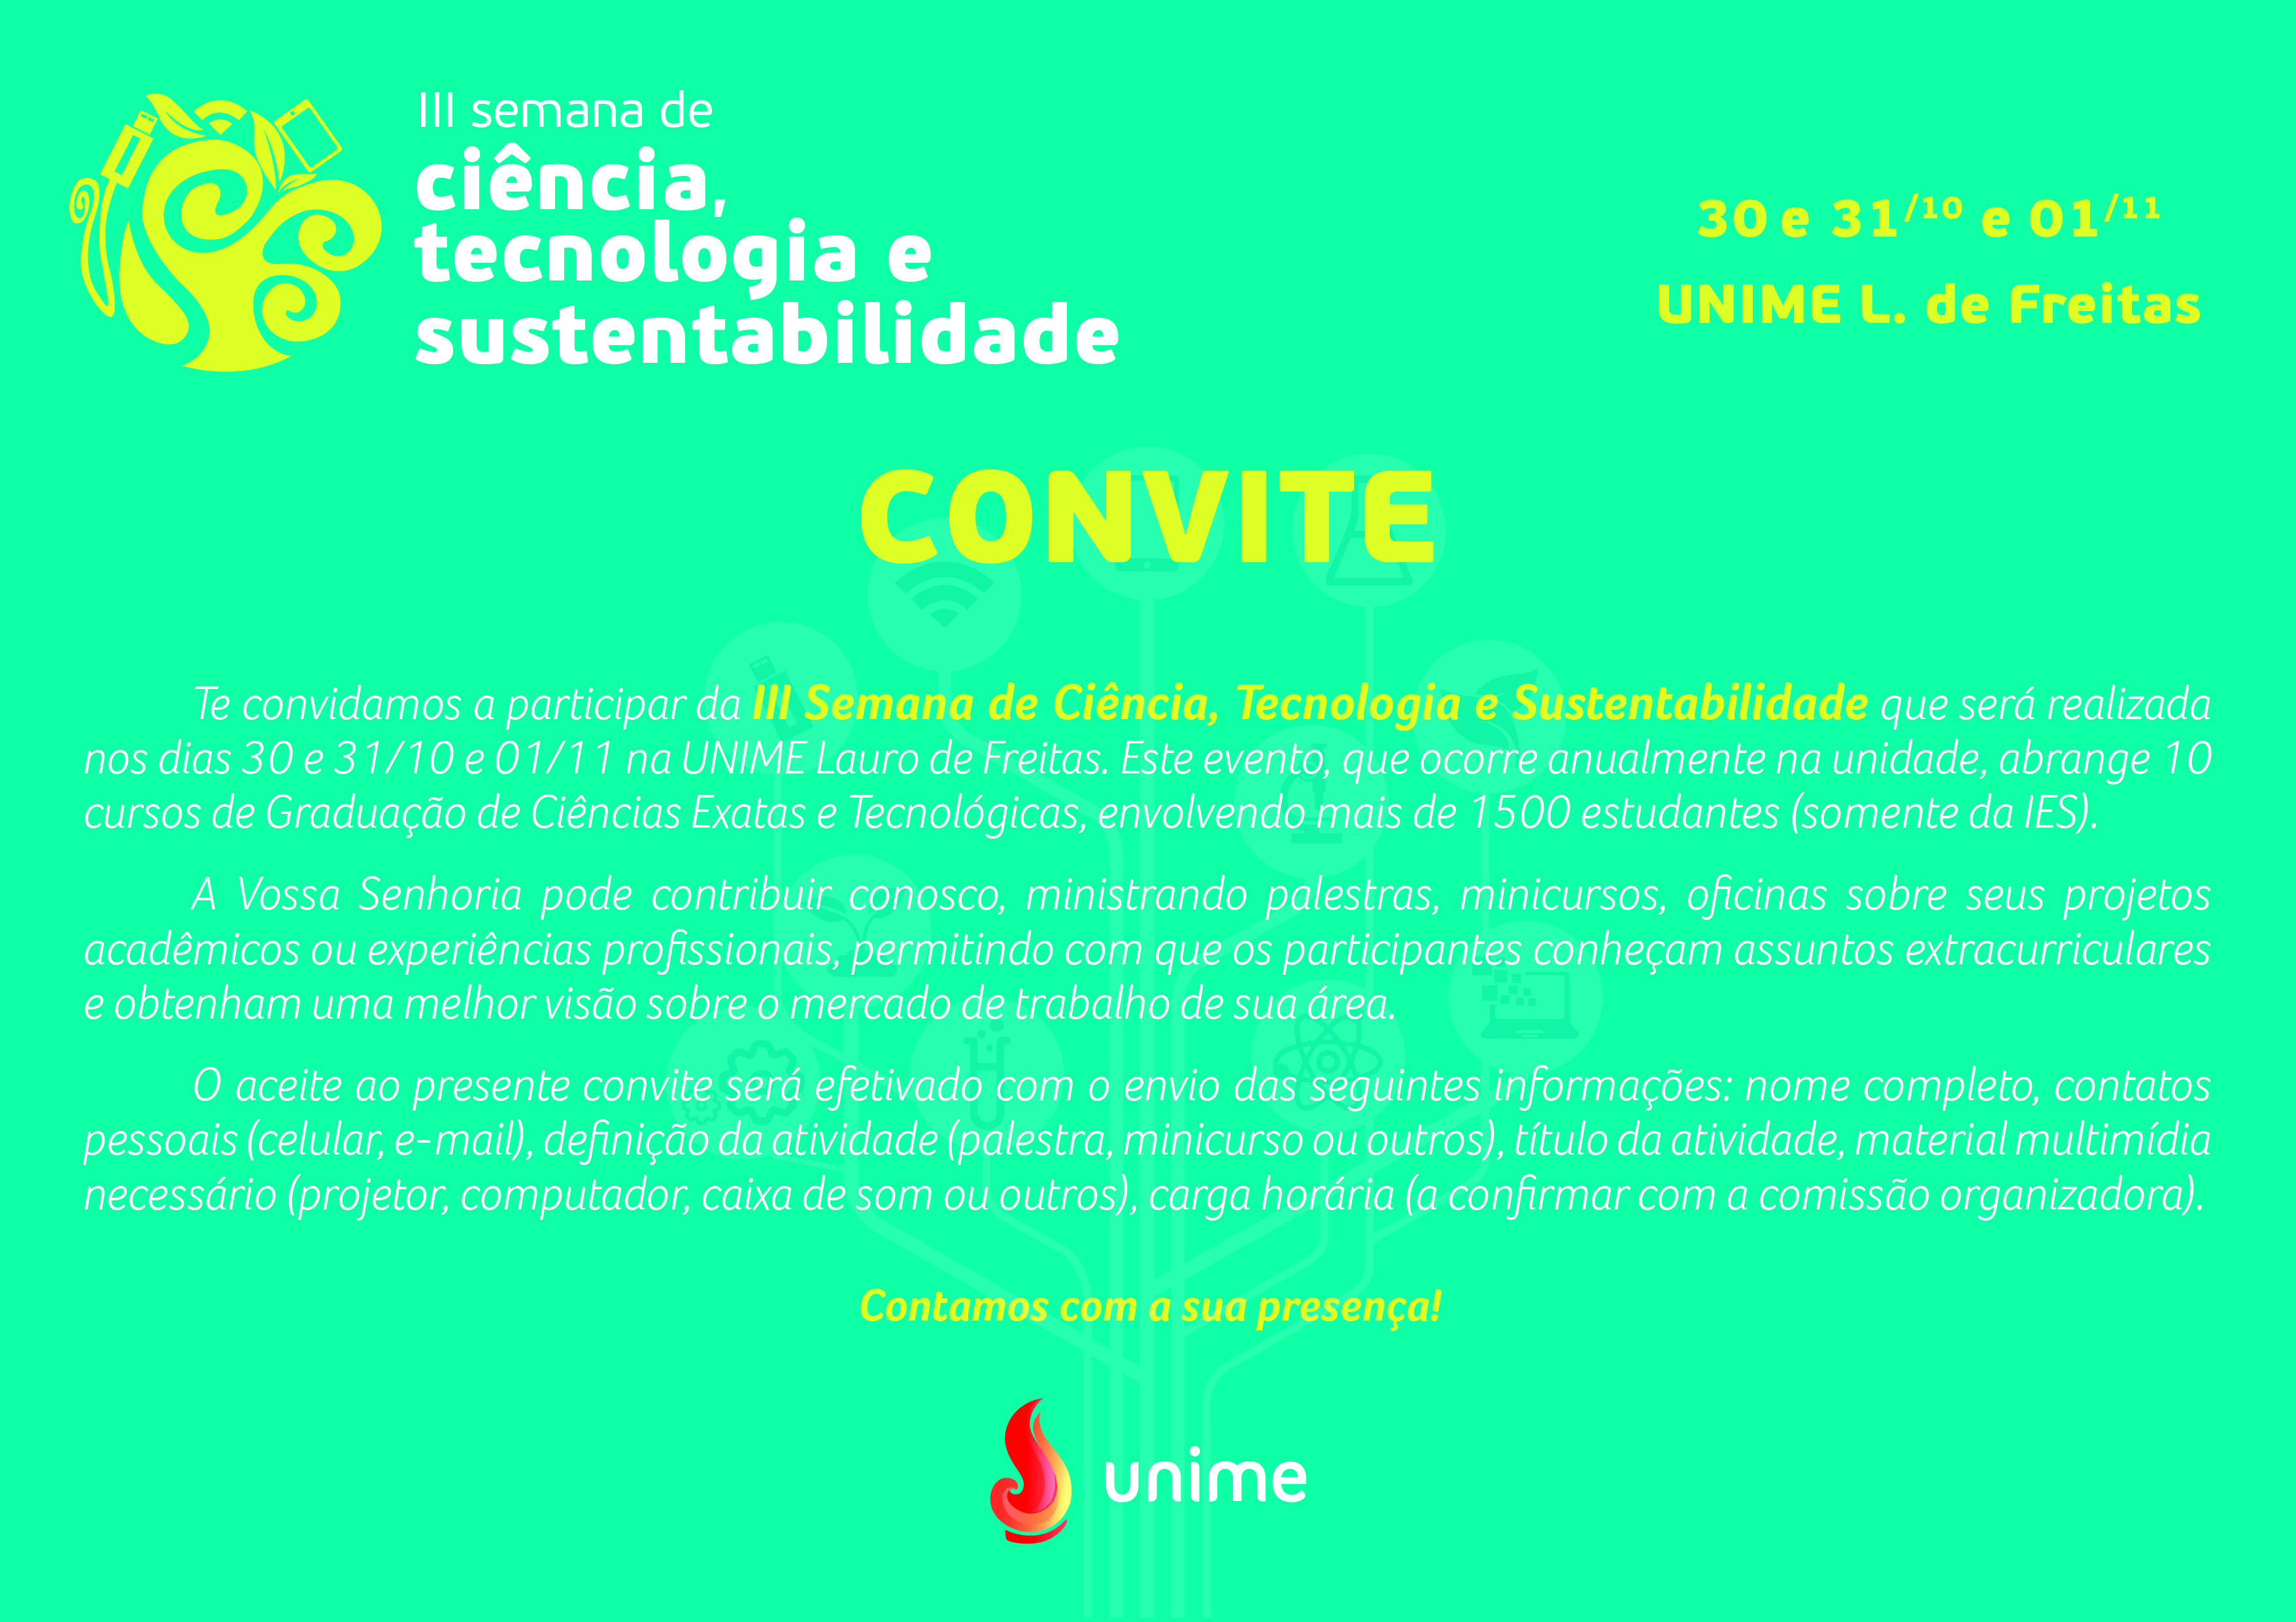 III semana de
ciência,
tecnologia e
sustentabilidade
30 e 31/10 e 01/11
UNIME L. de Freitas
CONVITE
Te convidamos a participar da III Semana de Ciência, Tecnologia e Sustentabilidade que será realizada
nos dias 30 e 31/10 e 01/11 na UNIME Lauro de Freitas. Este evento, que ocorre anualmente na unidade, abrange 10
cursos de Graduação de Ciências Exatas e Tecnológicas, envolvendo mais de 1500 estudantes (somente da IES).
A Vossa Senhoria pode contribuir conosco, ministrando palestras, minicursos, oficinas sobre seus projetos
acadêmicos ou experiências profissionais, permitindo com que os participantes conheçam assuntos extracurriculares
e obtenham uma melhor visão sobre o mercado de trabalho de sua área.
O aceite ao presente convite será efetivado com o envio das seguintes informações: nome completo, contatos
pessoais (celular, e-mail), definição da atividade (palestra, minicurso ou outros), título da atividade, material multimídia
necessário (projetor, computador, caixa de som ou outros), carga horária (a confirmar com a comissão organizadora).
Contamos com a sua presença!
unime